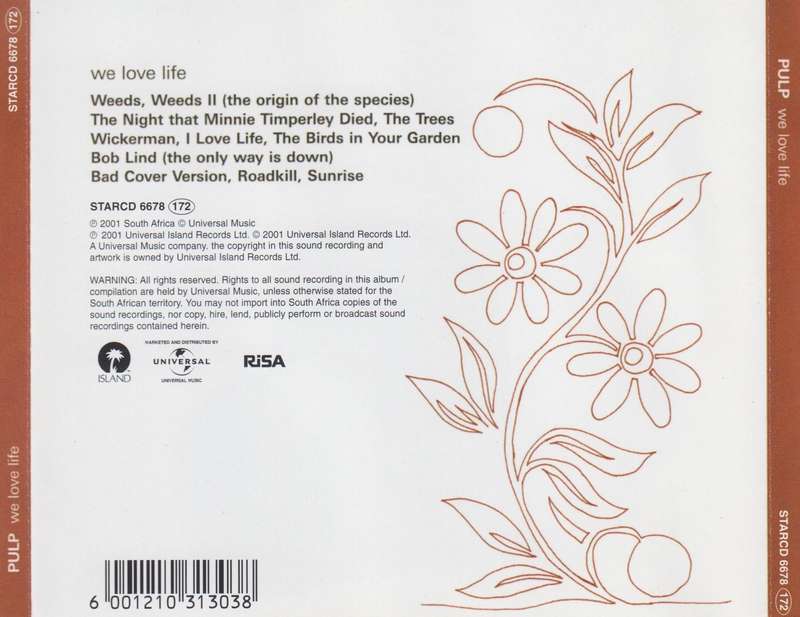 we love life
Weeds, Weeds II (the origin of the species)
The Night that Minnie Timperley Died, The Trees
Wickerman, I Love Life, The Birds in Your Garden
Bob Lind (the only way is down)
Bad Cover Version, Roadkill, Sunrise
STARCD 6678 172
℗ 2001 South Africa © Universal Music
℗ 2001 Universal Island Records Ltd. © 2001 Universal Island Records Ltd.
A Universal Music company. the copyright in this sound recording and
artwork is owned by Universal Island Records Ltd.
WARNING: All rights reserved. Rights to all sound recording in this album /
compilation are held by Universal Music, unless otherwise stated for the
South African territory. You may not import into South Africa copies of the
sound recordings, nor copy, hire, lend, publicly perform or broadcast sound
recordings contained herein.
ISLAND
MARKETED AND DISTRIBUTED BY
UNIVERSAL
UNIVERSAL MUSIC
RiSA
6 001210 313038
STARCD 6678 172
PULP we love life
PULP we love life
STARCD 6678 172